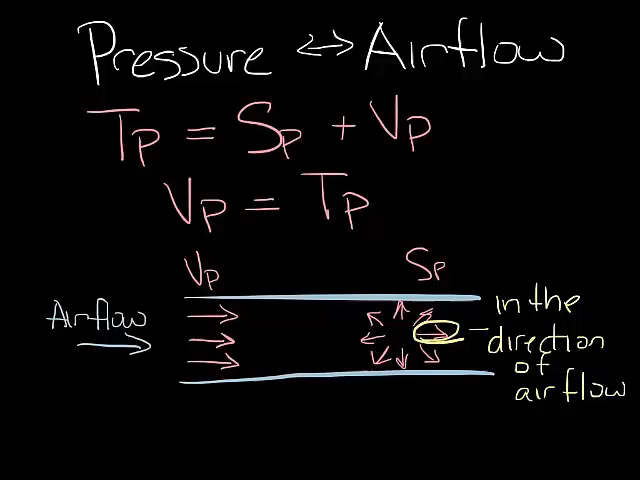 Pressure ↔ Airflow
Tp = Sp + Vp
Vp = Tp
Vp
Sp
Airflow
in the
direction
of
airflow